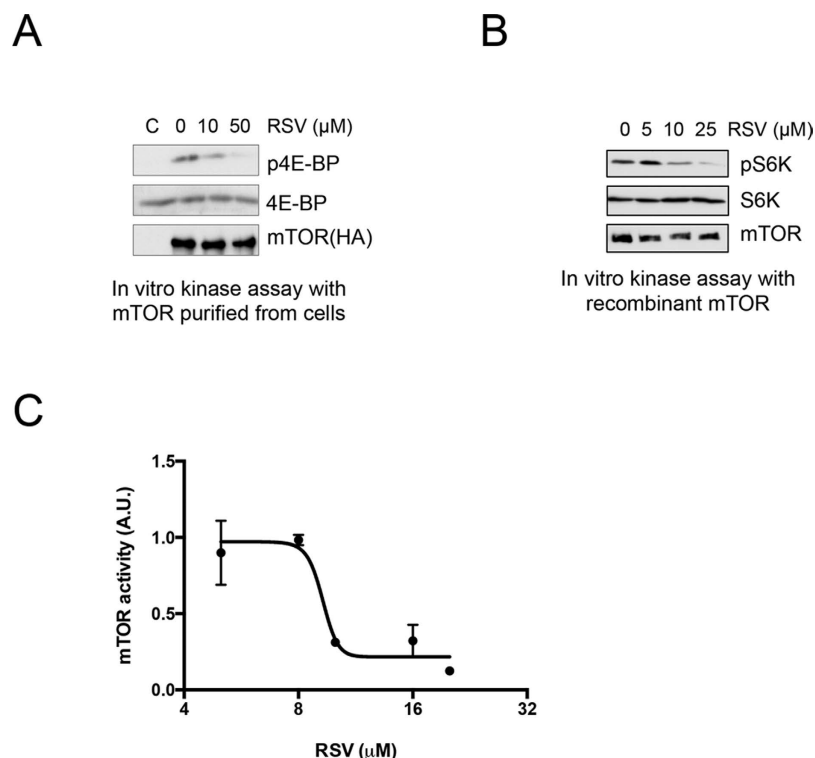 A
C 0 10 50 RSV (µM)
p4E-BP
4E-BP
mTOR(HA)
In vitro kinase assay with
mTOR purified from cells
B
0 5 10 25 RSV (µM)
pS6K
S6K
mTOR
In vitro kinase assay with
recombinant mTOR
C
mTOR activity (A.U.)
1.5
1.0
0.5
0.0
4 8 16 32
RSV (µM)